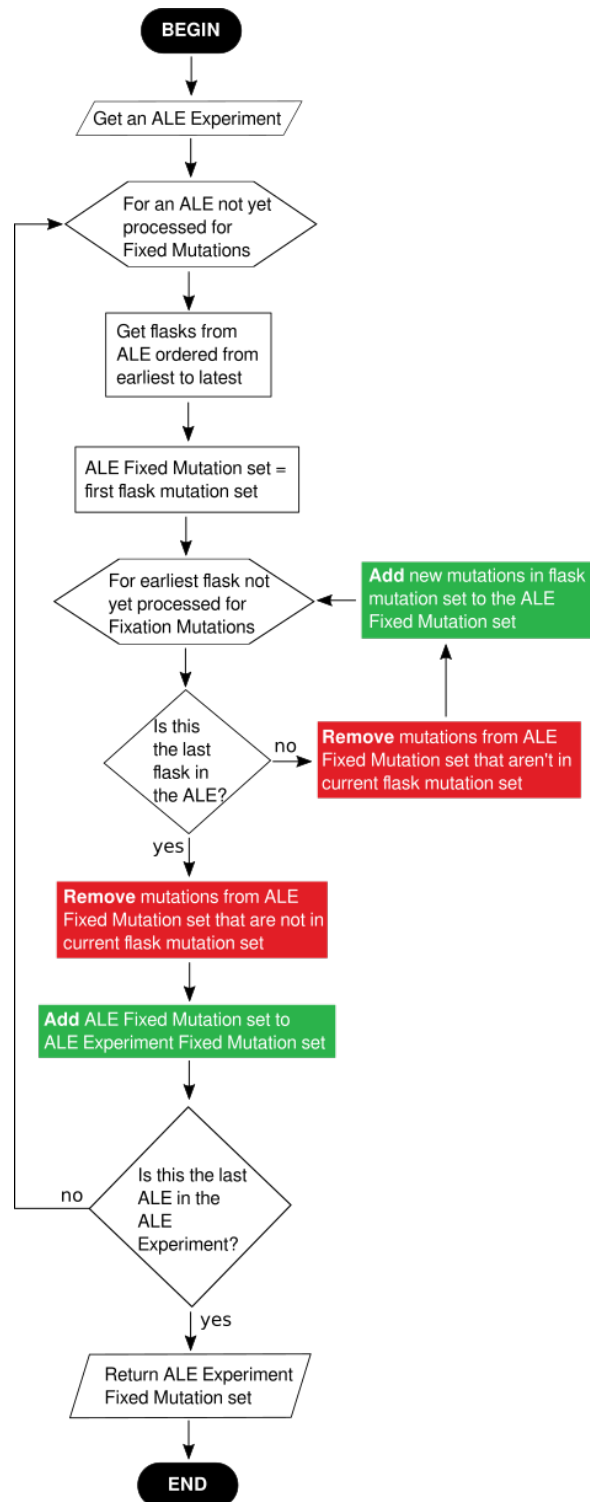 BEGIN
Get an ALE Experiment
For an ALE not yet
processed for
Fixed Mutations
Get flasks from
ALE ordered from
earliest to latest
ALE Fixed Mutation set =
first flask mutation set
For earliest flask not
yet processed for
Fixation Mutations
Add new mutations in flask
mutation set to the ALE
Fixed Mutation set
Is this
the last
flask in
the ALE?
no
Remove mutations from ALE
Fixed Mutation set that aren't in
current flask mutation set
yes
Remove mutations from ALE
Fixed Mutation set that are not in
current flask mutation set
Add ALE Fixed Mutation set to
ALE Experiment Fixed Mutation set
Is this the last
ALE in the
ALE
Experiment?
no
yes
Return ALE Experiment
Fixed Mutation set
END